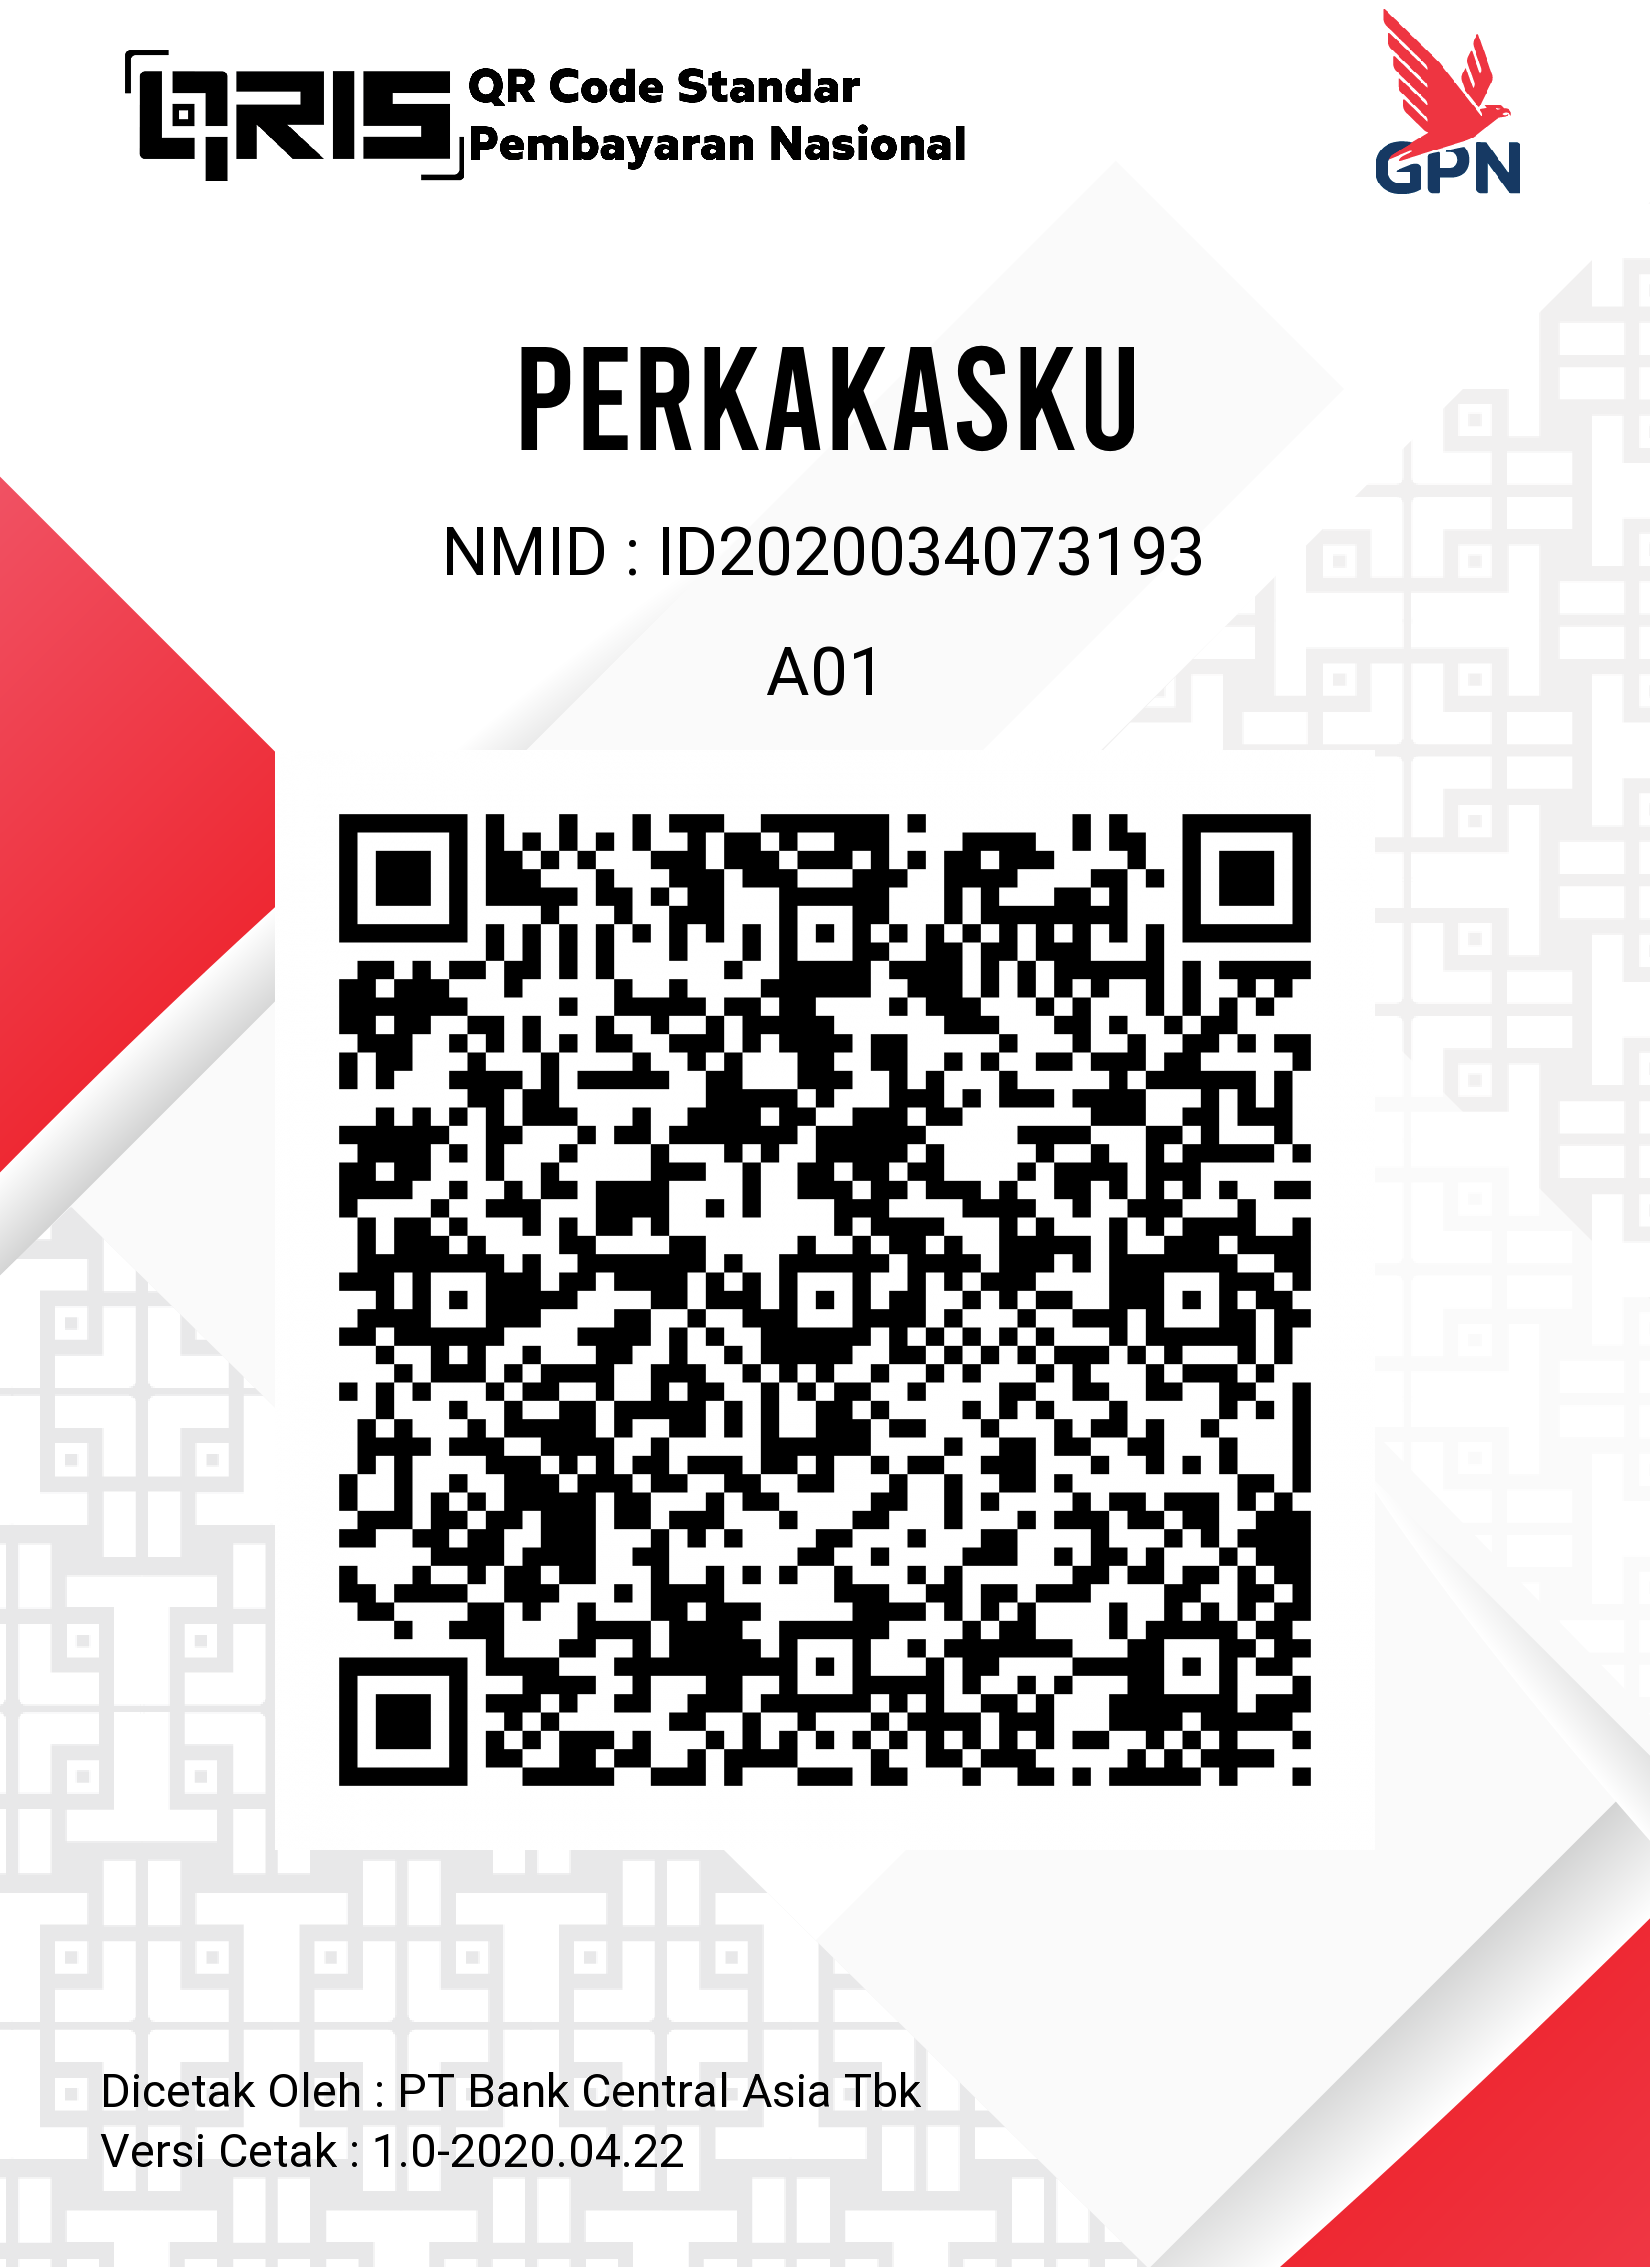 QRIS QR Code Standar
Pembayaran Nasional
GPN
PERKAKASKU
NMID : ID2020034073193
A01
Dicetak Oleh : PT Bank Central Asia Tbk
Versi Cetak : 1.0-2020.04.22